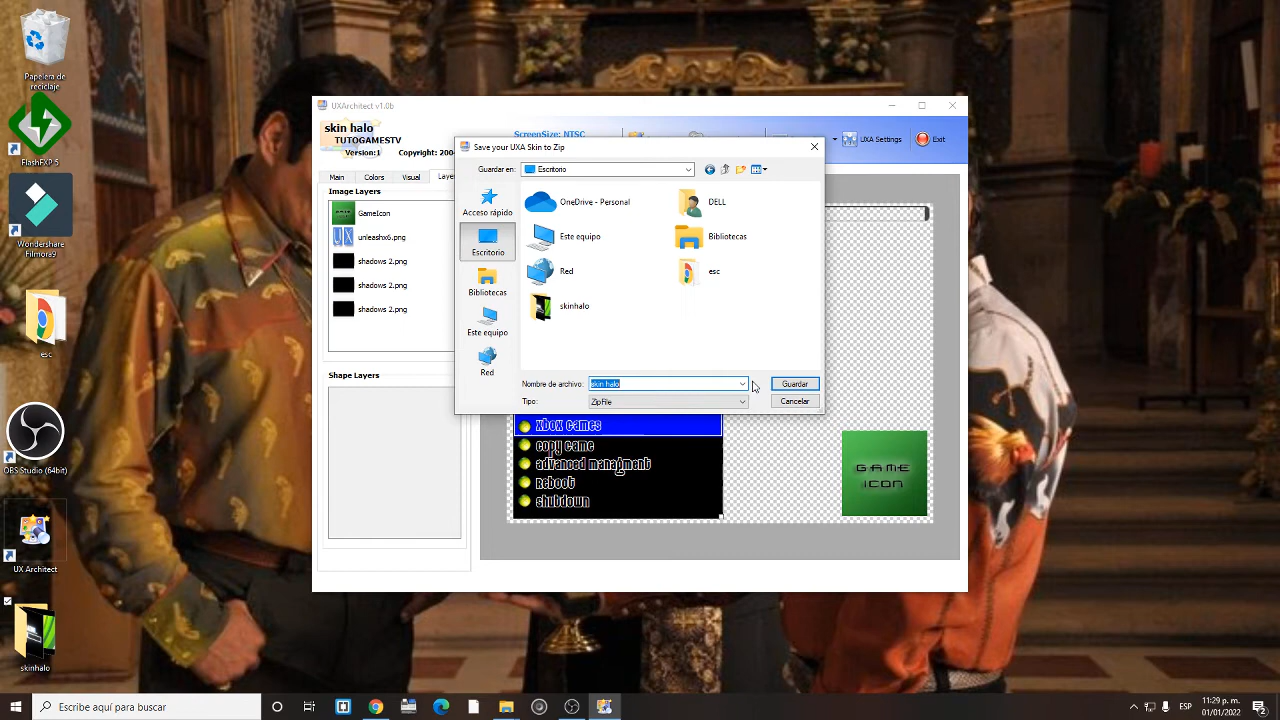 Papelera de
reciclaje
FlashFXP 5
Wondershare
Filmora9
esc
OBS Studio (64bit)
UX Architect
skinhalo
UXArchitect v1.0b
skin halo
TUTOGAMESTV
Version:1
Copyright: 200
ScreenSize: NTSC
UXA Settings
Exit
Main
Colors
Visual
Laye
Image Layers
GameIcon
unleashx6.png
shadows 2.png
shadows 2.png
shadows 2.png
Shape Layers
Save your UXA Skin to Zip
Guardar en:
Escritorio
Acceso rápido
Escritorio
Bibliotecas
Este equipo
Red
OneDrive - Personal
DELL
Este equipo
Bibliotecas
Red
esc
skinhalo
Nombre de archivo:
skin halo
Guardar
Tipo:
ZipFile
Cancelar
xbox games
copy game
advanced managment
Reboot
shutdown
GAME
ICON
Escribe aquí para buscar
ESP
11:29 p. m.
01/01/2022
2